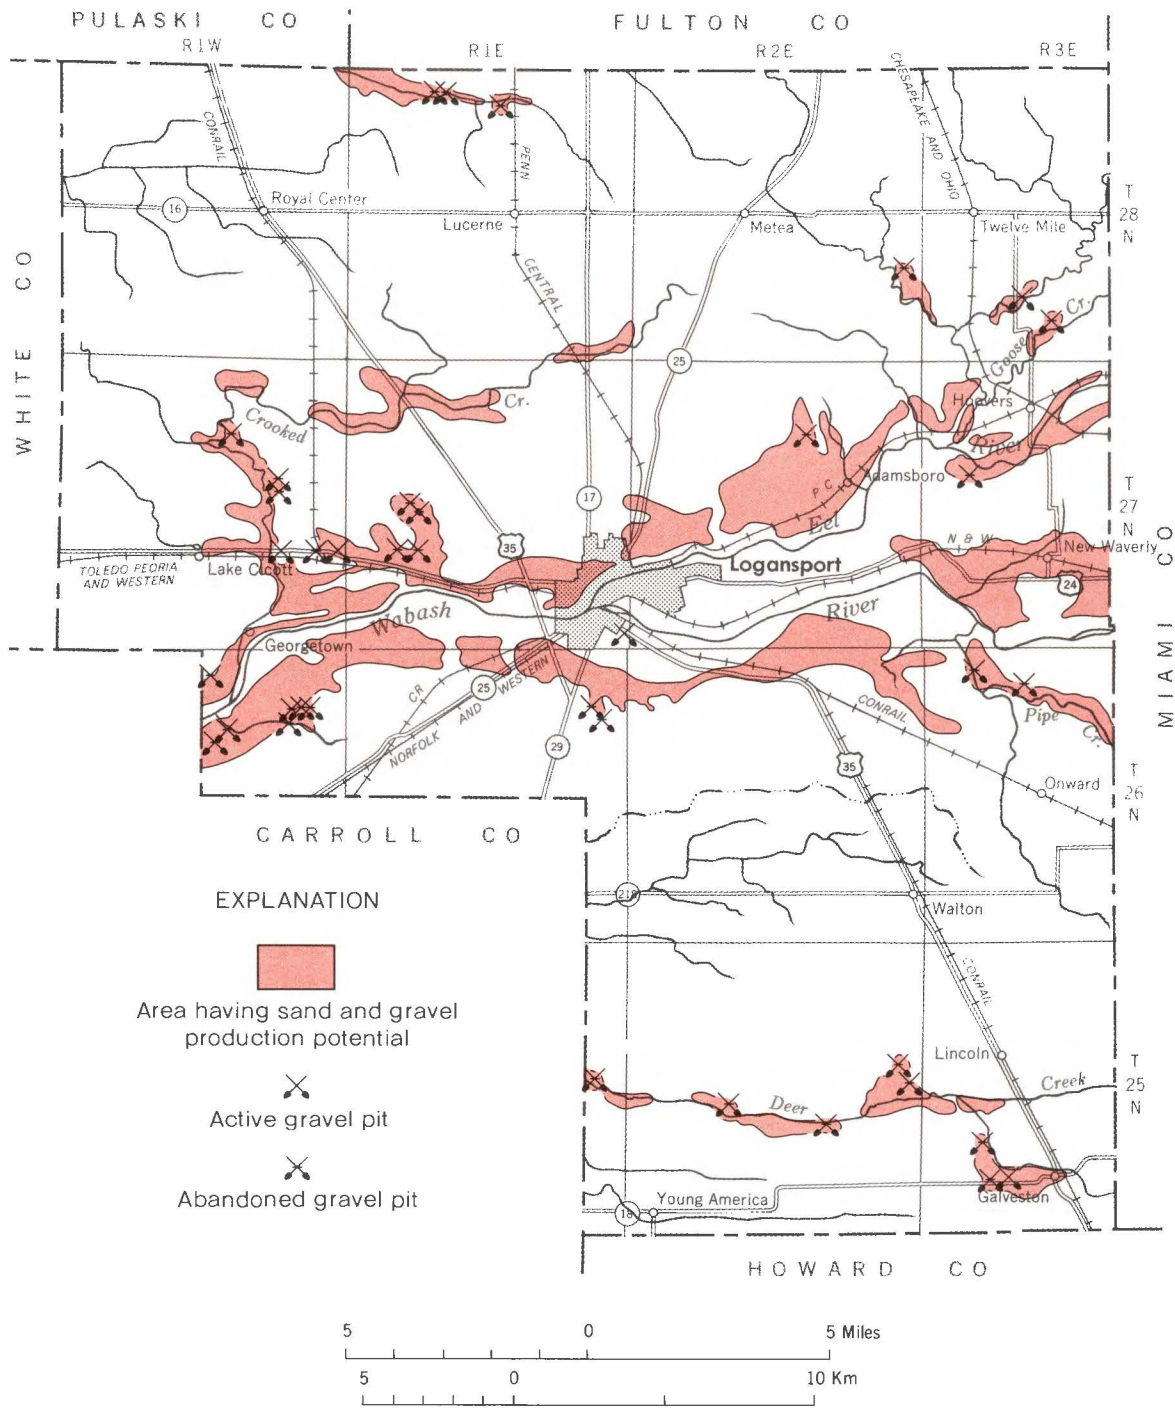 PULASKI CO
FULTON CO
R1W
R1E
R2E
R3E
CONRAIL
PENN
CHESAPEAKE AND OHIO
T
28
N
16
Royal Center
Lucerne
Metea
Twelve Mile
WHITE CO
CENTRAL
Goose Cr.
25
Crooked
Cr.
Hoovers
River
Adamsboro
P C
T
27
N
17
Eel
35
N & W
New Waverly
TOLEDO PEORIA
AND WESTERN
Lake Cicott
Logansport
24
Wabash
River
MIAMI CO
Georgetown
CR
25
NORFOLK AND WESTERN
CONRAIL
Pipe
Cr.
29
35
Onward
T
26
N
CARROLL CO
218
Walton
EXPLANATION
CONRAIL
Area having sand and gravel
production potential
Lincoln
T
25
N
Active gravel pit
Deer
Creek
Abandoned gravel pit
Young America
Galveston
18
HOWARD CO
5 0 5 Miles
5 0 10 Km